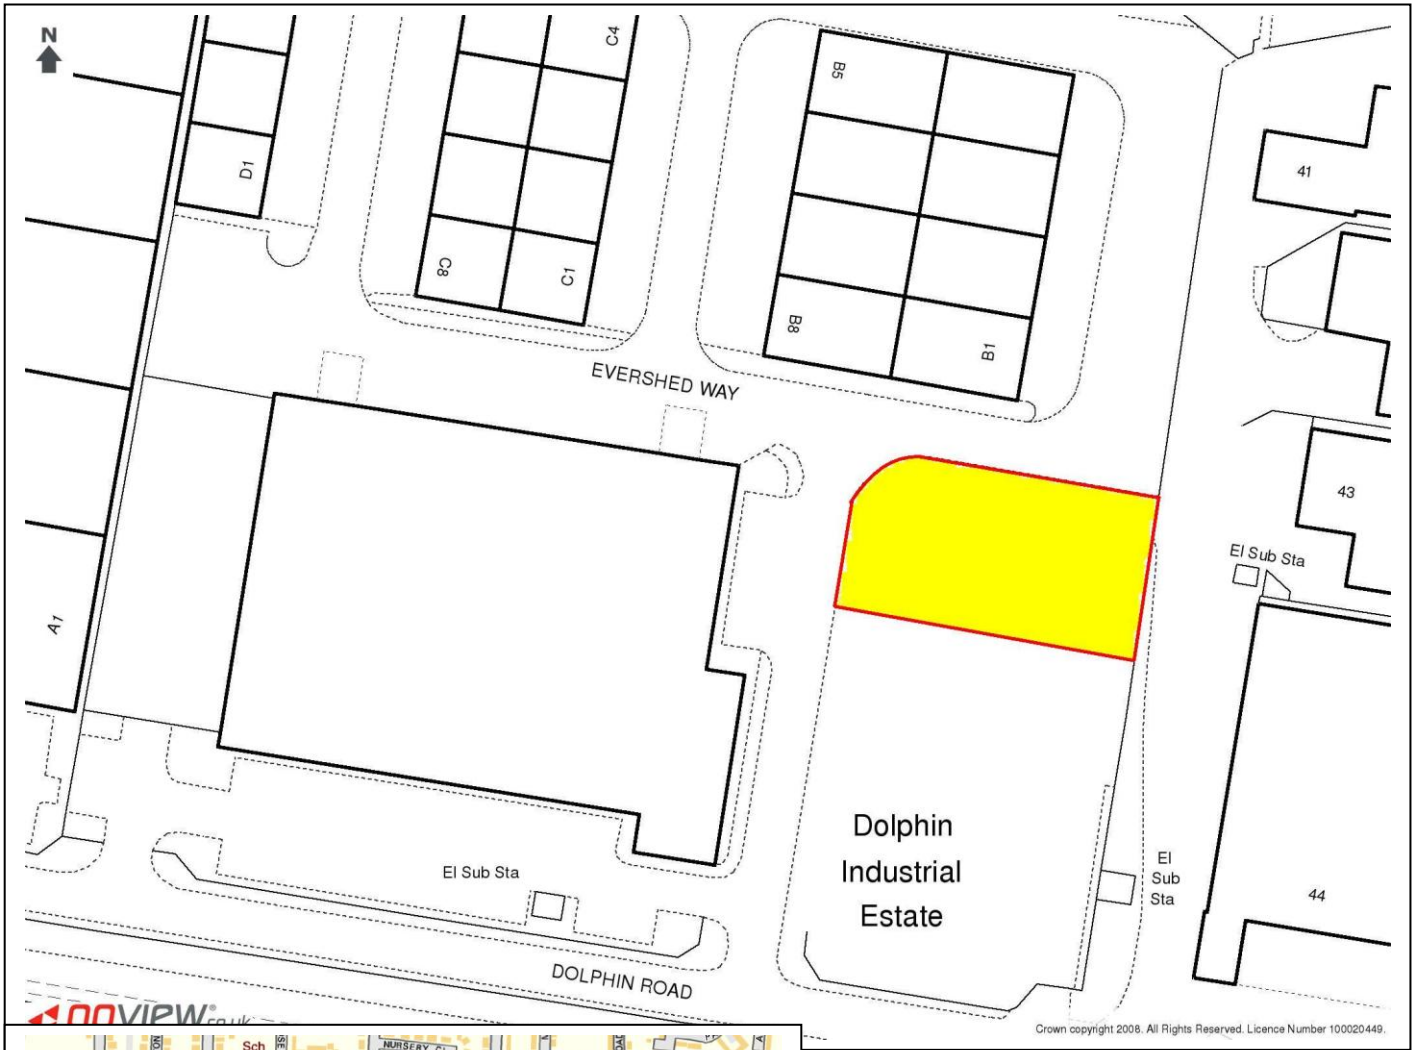 N
C4
B5
41
D1
C8
C1
B8
B1
EVERSHED WAY
43
El Sub Sta
A1
Dolphin
Industrial
Estate
El Sub Sta
El
Sub
Sta
44
DOLPHIN ROAD
Crown copyright 2008. All Rights Reserved. Licence Number 100020449.
Sch
NURSERY CL